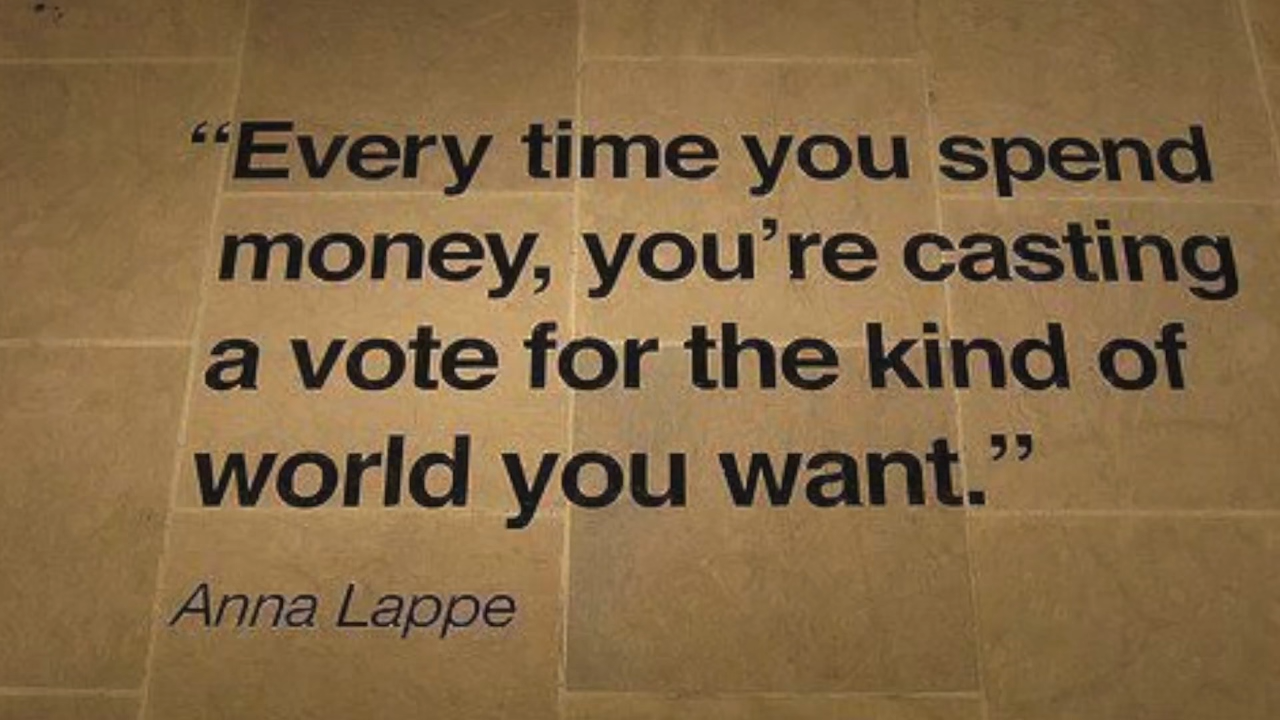 “Every time you spend
money, you’re casting
a vote for the kind of
world you want.”
Anna Lappe